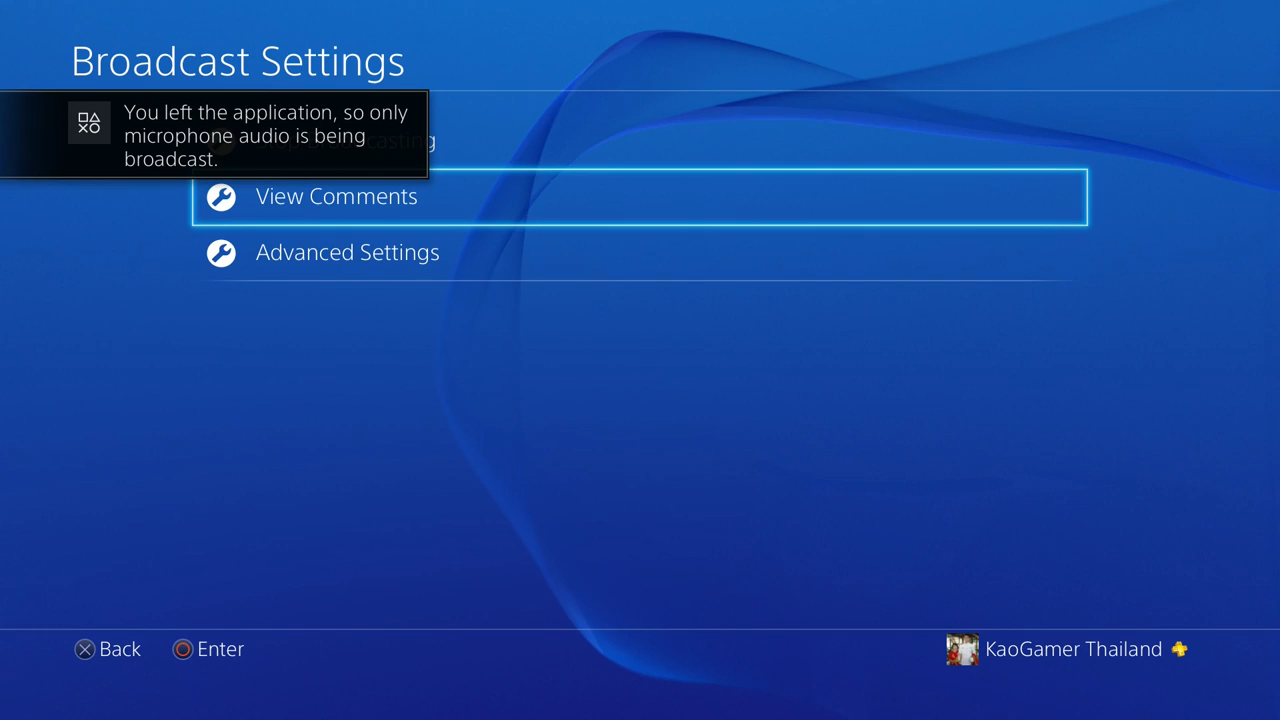 Broadcast Settings
You left the application, so only
microphone audio is being
broadcast.
View Comments
Advanced Settings
Back
Enter
KaoGamer Thailand